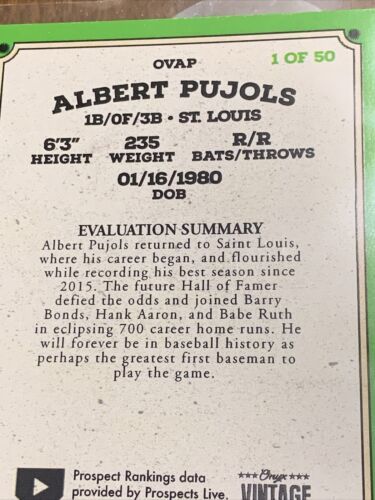 OVAP
1 OF 50
ALBERT PUJOLS
1B/OF/3B • ST. LOUIS
6'3" 235 R/R
HEIGHT WEIGHT BATS/THROWS
01/16/1980
DOB
EVALUATION SUMMARY
Albert Pujols returned to Saint Louis,
where his career began, and flourished
while recording his best season since
2015. The future Hall of Famer
defied the odds and joined Barry
Bonds, Hank Aaron, and Babe Ruth
in eclipsing 700 career home runs. He
will forever be in baseball history as
perhaps the greatest first baseman to
play the game.
Prospect Rankings data
provided by Prospects Live.
Onyx
VINTAGE